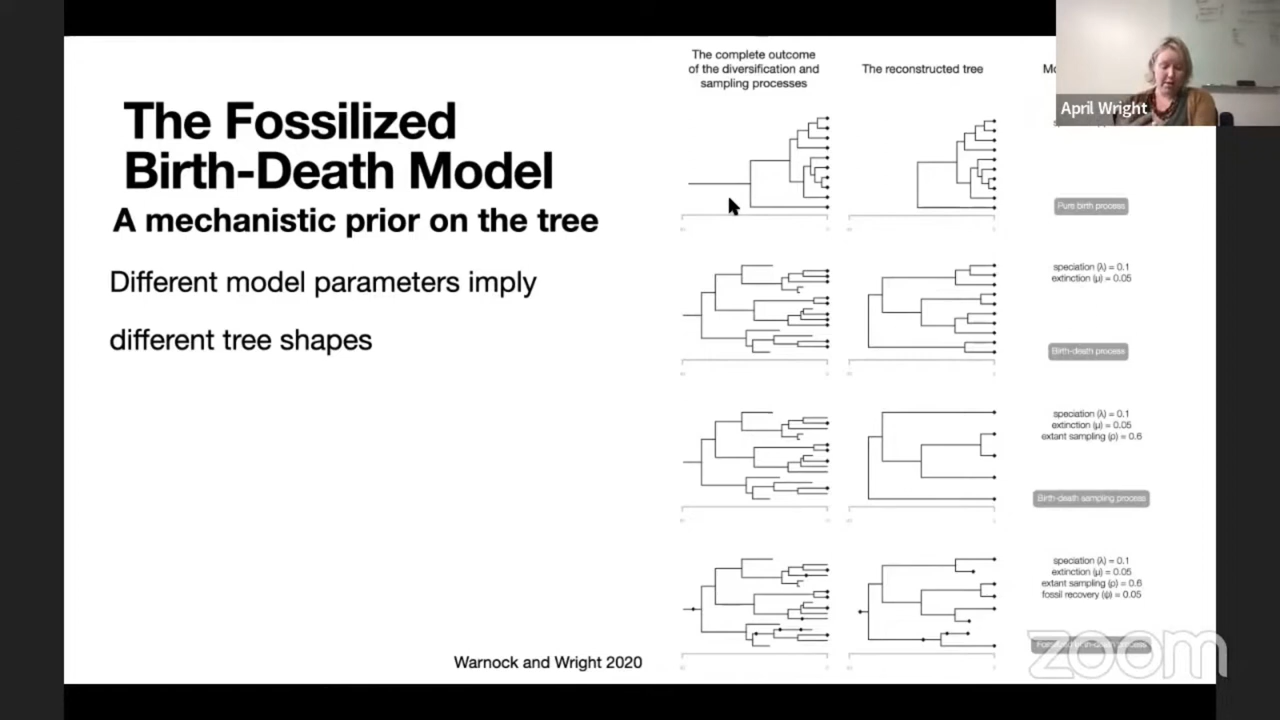 The Fossilized
Birth-Death Model
A mechanistic prior on the tree
Different model parameters imply
different tree shapes
The complete outcome
of the diversification and
sampling processes
The reconstructed tree
April Wright
Pure birth process
speciation (λ) = 0.1
extinction (μ) = 0.05
Birth-death process
speciation (λ) = 0.1
extinction (μ) = 0.05
extant sampling (ρ) = 0.6
Birth-death sampling process
speciation (λ) = 0.1
extinction (μ) = 0.05
extant sampling (ρ) = 0.6
fossil recovery (ψ) = 0.05
Warnock and Wright 2020
zoom